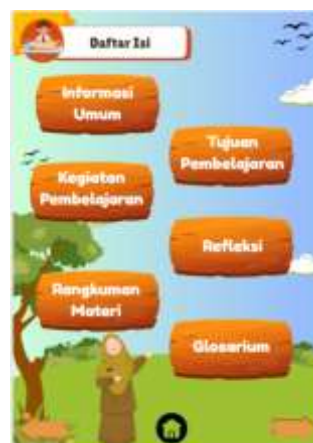 Daftar Isi
Informasi
Umum
Tujuan
Pembelajaran
Kegiatan
Pembelajaran
Refleksi
Rangkuman
Materi
Glosarium